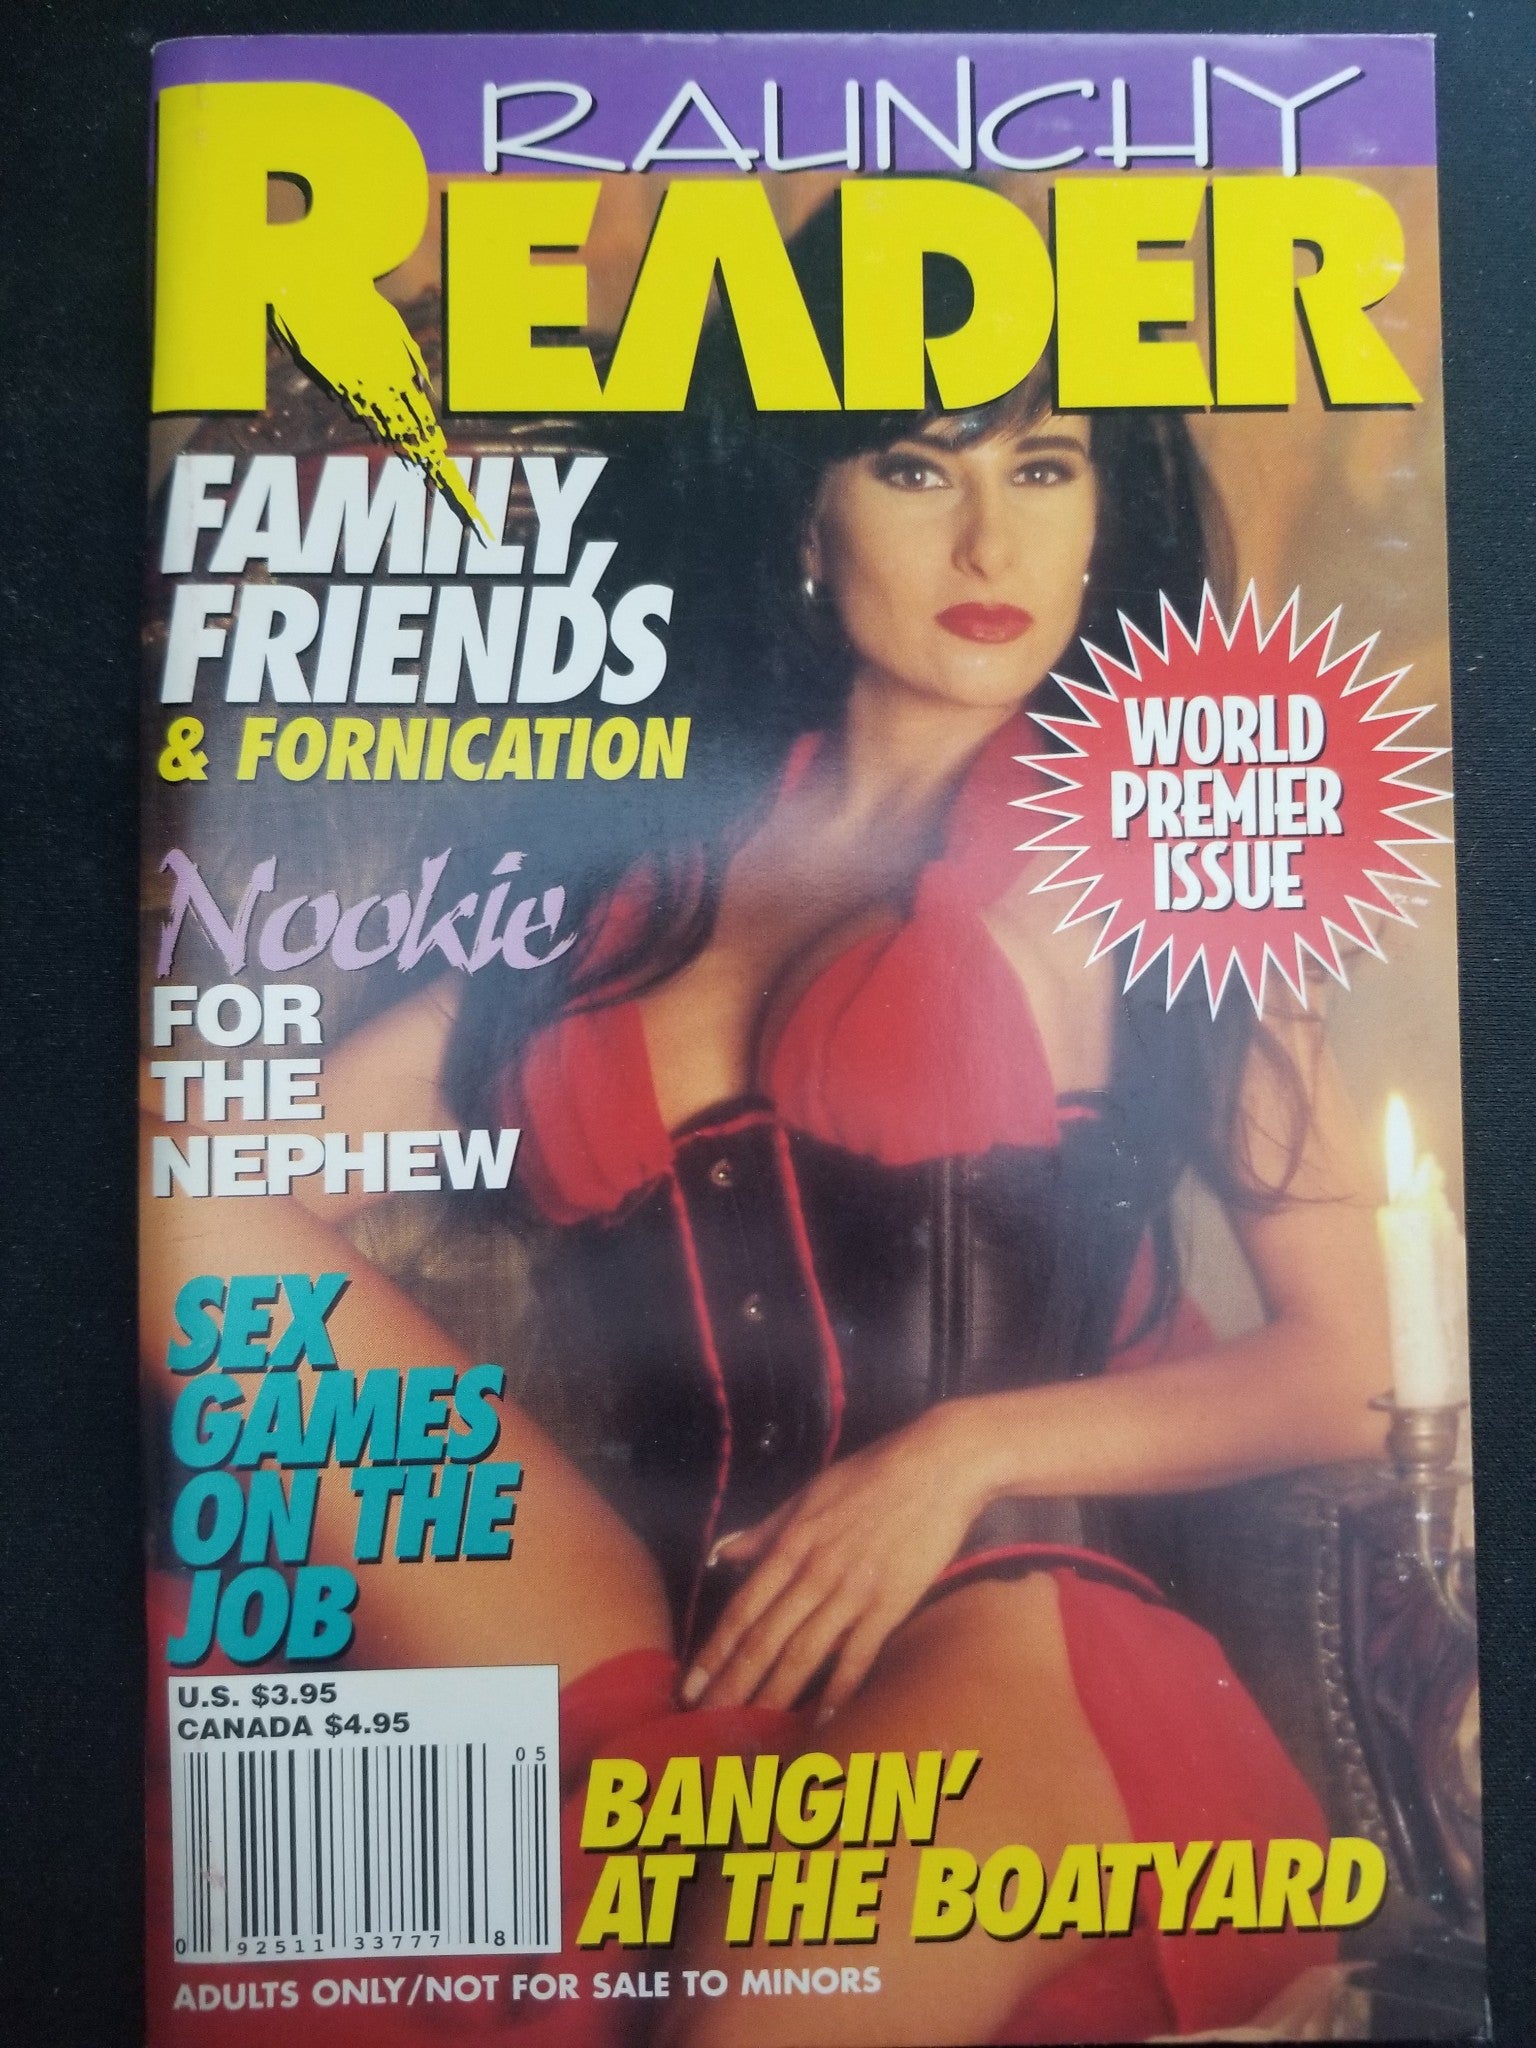 RAUNCHY
READER
FAMILY,
FRIENDS
& FORNICATION
WORLD
PREMIER
ISSUE
Nookie
FOR
THE
NEPHEW
SEX
GAMES
ON THE
JOB
U.S. $3.95
CANADA $4.95
05
0 92511 33777 8
BANGIN'
AT THE BOATYARD
ADULTS ONLY/NOT FOR SALE TO MINORS